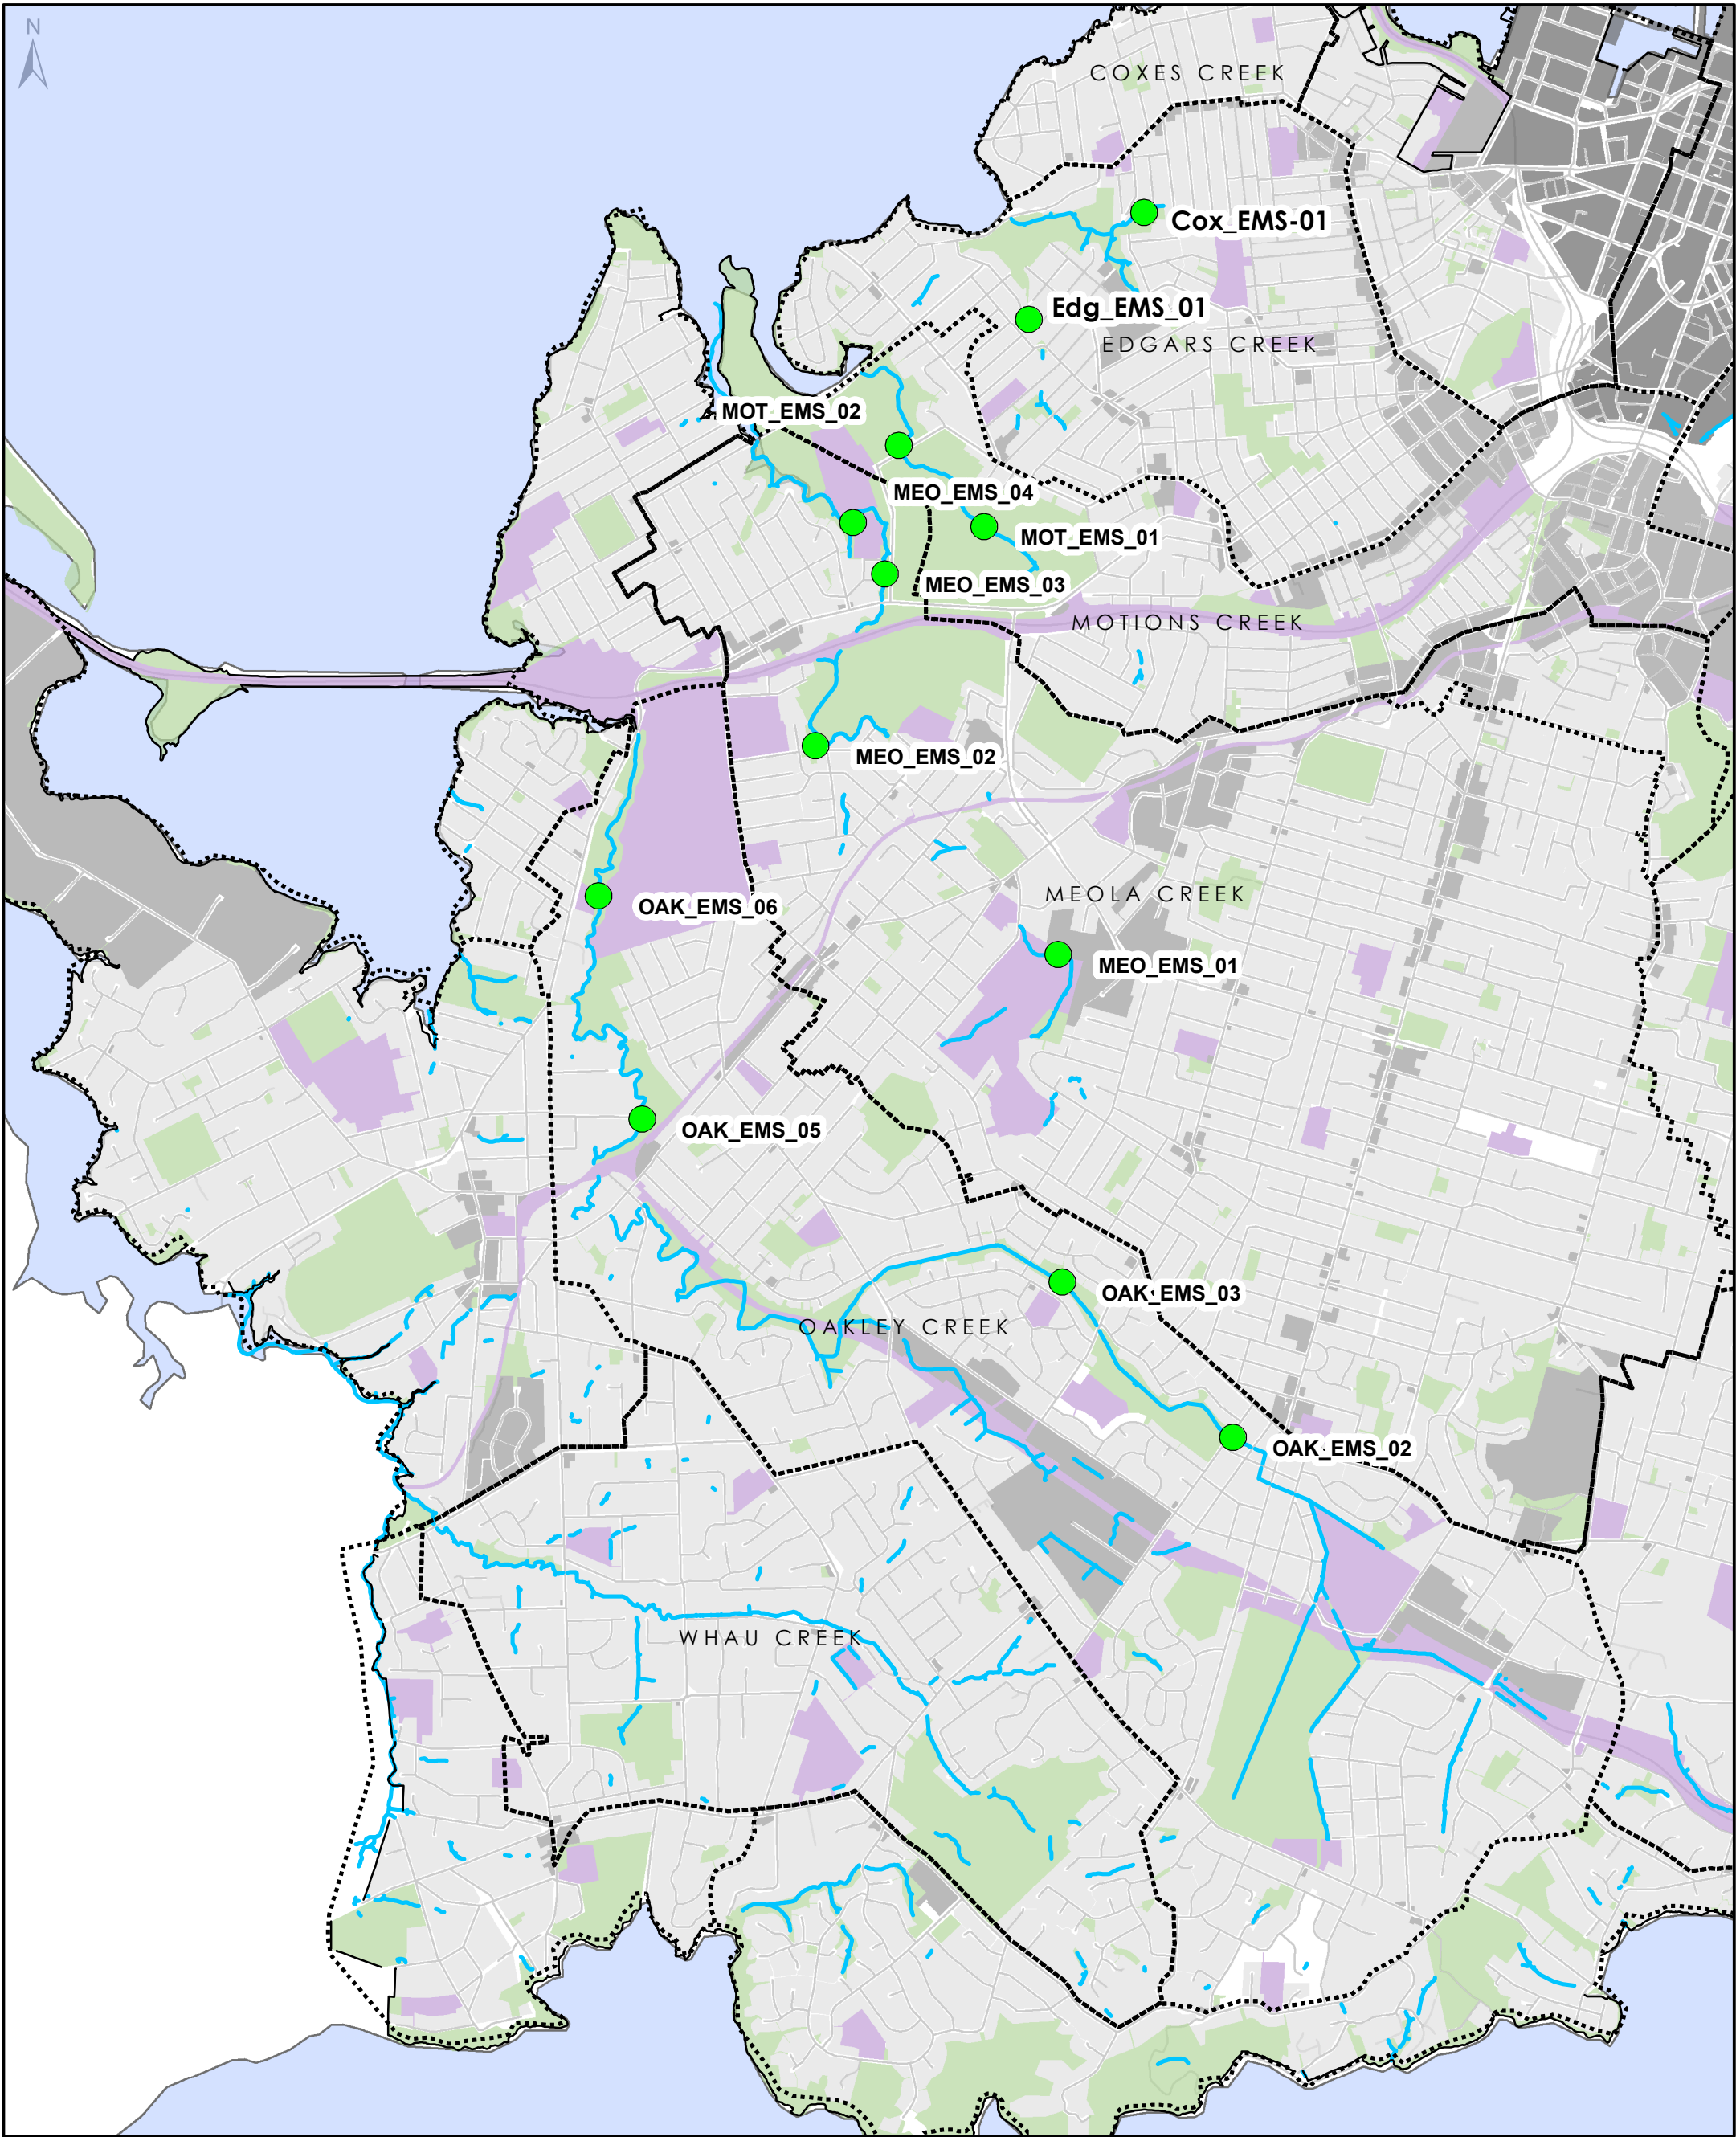 N
COXES CREEK
Cox_EMS-01
Edg_EMS_01
EDGARS CREEK
MOT_EMS_02
MEO_EMS_04
MOT_EMS_01
MEO_EMS_03
MOTIONS CREEK
MEO_EMS_02
MEOLA CREEK
OAK_EMS_06
MEO_EMS_01
OAK_EMS_05
OAK_EMS_03
OAKLEY CREEK
OAK_EMS_02
WHAU CREEK